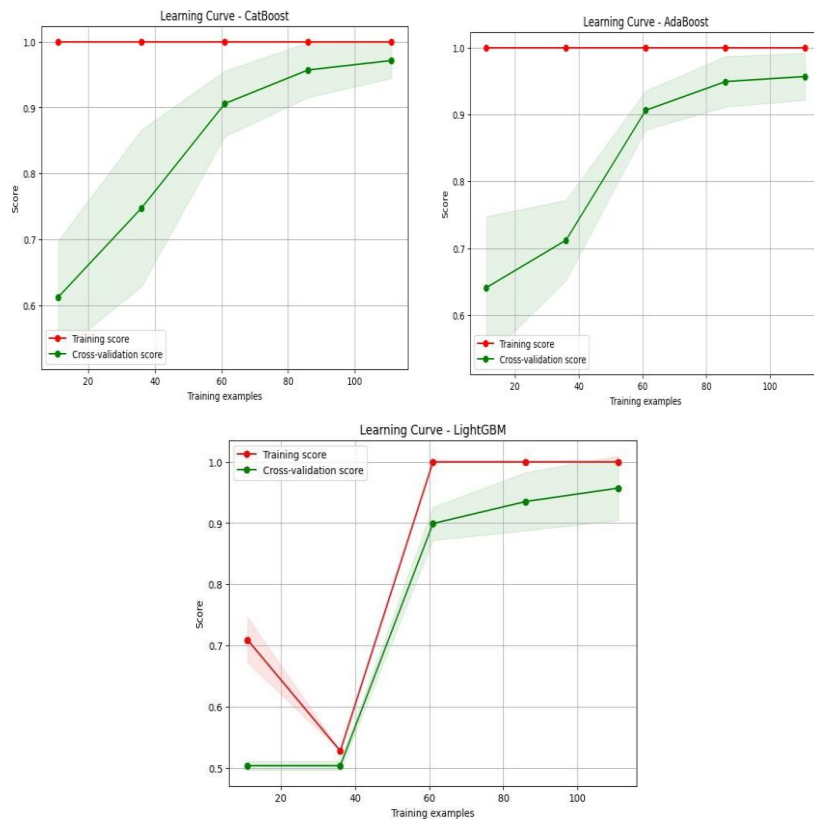 Learning Curve - CatBoost
1.0
0.9
0.8
0.7
0.6
Score
Training score
Cross-validation score
20
40
60
80
100
Training examples
Learning Curve - AdaBoost
1.0
0.9
0.8
0.7
0.6
Score
Training score
Cross-validation score
20
40
60
80
100
Training examples
Learning Curve - LightGBM
Training score
Cross-validation score
1.0
0.9
0.8
0.7
0.6
0.5
Score
20
40
60
80
100
Training examples